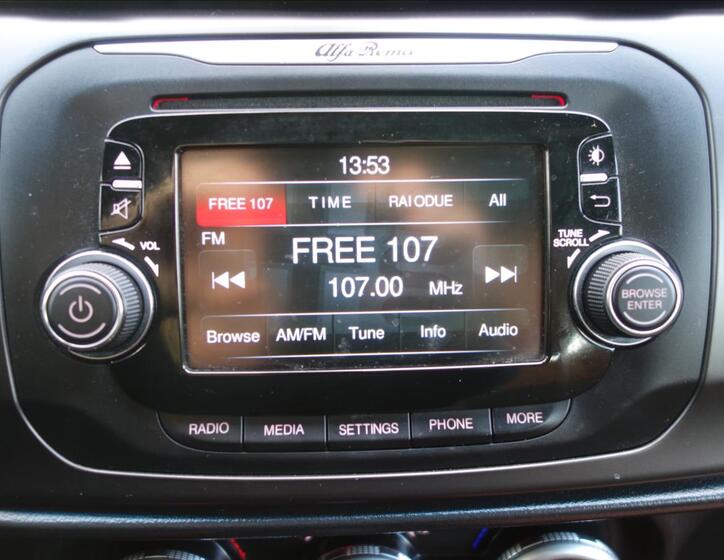 Alfa Romeo
13:53
FREE 107 TIME RAI ODUE All
FM
FREE 107
107.00 MHz
Browse AM/FM Tune Info Audio
VOL
TUNE
SCROLL
BROWSE
ENTER
RADIO MEDIA SETTINGS PHONE MORE